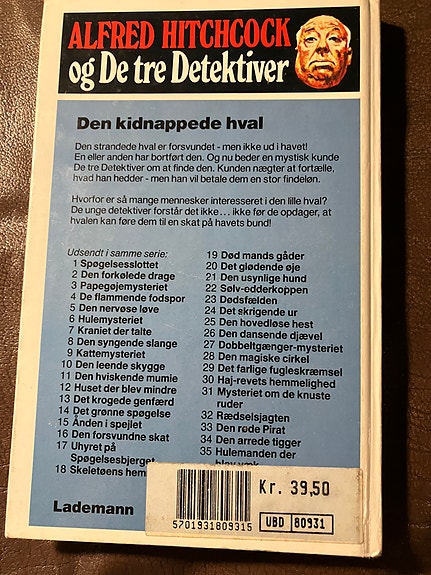 ALFRED HITCHCOCK
og De tre Detektiver
Den kidnappede hval
Den strandede hval er forsvundet - men ikke ud i havet!
En eller anden har bortført den. Og nu beder en mystisk kunde
De tre Detektiver om at finde den. Kunden nægter at fortælle,
hvad han hedder - men han vil betale dem en stor findeløn.
Hvorfor er så mange mennesker interesseret i den lille hval?
De unge detektiver forstår det ikke... ikke før de opdager, at
hvalen kan føre dem til en skat på havets bund!
Udsendt i samme serie:
1 Spøgelsesslottet
2 Den forkølede drage
3 Papegøjemysteriet
4 De flammende fodspor
5 Den nervøse løve
6 Hulemysteriet
7 Kraniet der talte
8 Den syngende slange
9 Kattemysteriet
10 Den leende skygge
11 Den hviskende mumie
12 Huset der blev mindre
13 Det krogede genfærd
14 Det grønne spøgelse
15 Ånden i spejlet
16 Den forsvundne skat
17 Uhyret på
Spøgelsesbjerget
18 Skeletøens
19 Død mands gåder
20 Det glødende øje
21 Den usynlige hund
22 Sølv-edderkoppen
23 Dødsfælden
24 Det skrigende ur
25 Den hovedløse hest
26 Den dansende djævel
27 Dobbeltgænger-mysteriet
28 Den magiske cirkel
29 Det farlige fugleskræmsel
30 Haj-revets hemmelighed
31 Mysteriet om de knuste
ruder
32 Rædselsjagten
33 Den røde Pirat
34 Den arrede tigger
35 Hulemanden der
blev væk
Lademann
5701931809315
Kr. 39,50
UBD 80931